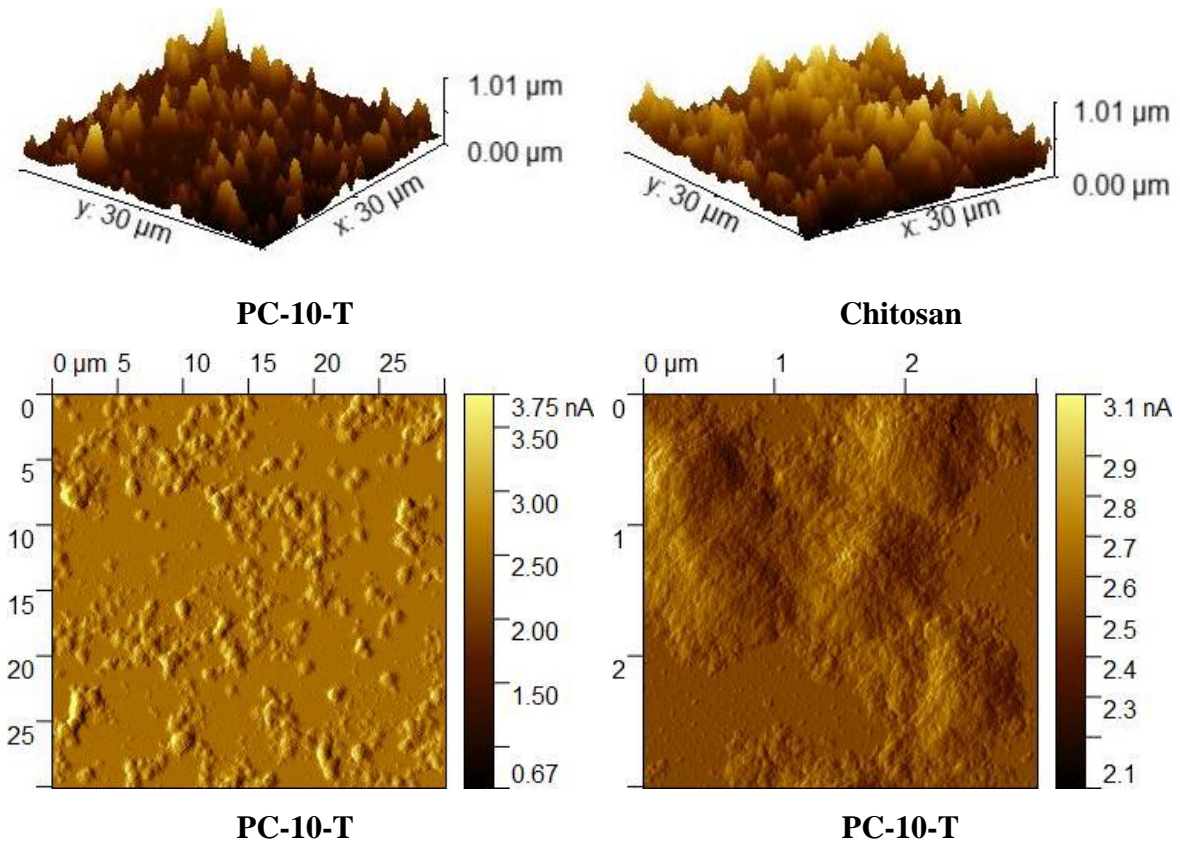 1.01 µm
0.00 µm
y: 30 µm
x: 30 µm
1.01 µm
0.00 µm
y: 30 µm
x: 30 µm
PC-10-T
Chitosan
0 µm 5 10 15 20 25
0
5
10
15
20
25
3.75 nA
3.50
3.00
2.50
2.00
1.50
0.67
0 µm 1 2
0
1
2
3.1 nA
2.9
2.8
2.7
2.6
2.5
2.4
2.3
2.1
PC-10-T
PC-10-T